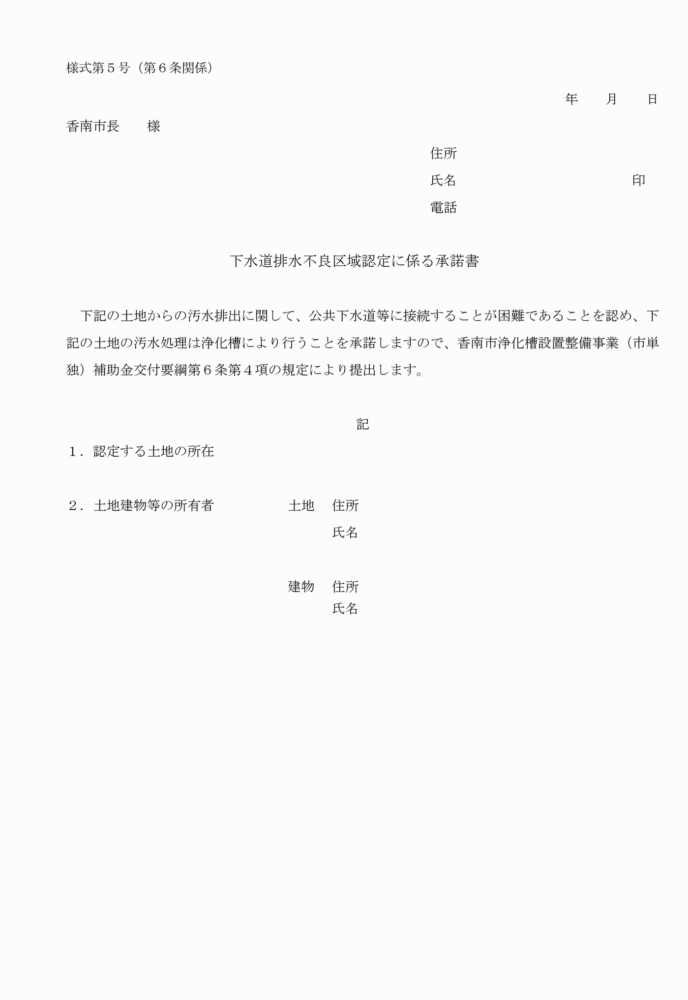 様式第５号（第６条関係）
年　　月　　日
香南市長　　様
住所
氏名　　　　　　　　　　　　　印
電話
下水道排水不良区域認定に係る承諾書
　下記の土地からの汚水排出に関して、公共下水道等に接続することが困難であることを認め、下
記の土地の汚水処理は浄化槽により行うことを承諾しますので、香南市浄化槽設置整備事業（市単
独）補助金交付要綱第６条第４項の規定により提出します。
記
１．認定する土地の所在
２．土地建物等の所有者　　　　　土地　住所
氏名
建物　住所
氏名